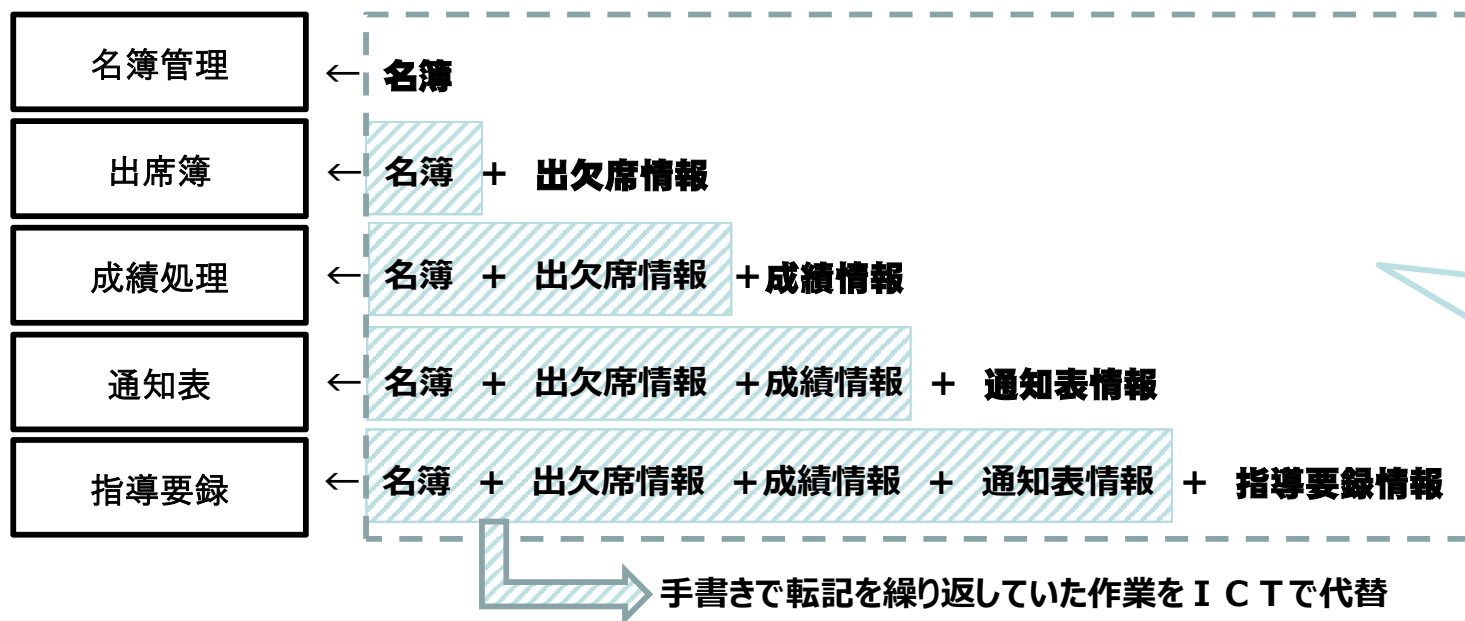 名簿管理 ← 名簿
出席簿 ← 名簿 + 出欠席情報
成績処理 ← 名簿 + 出欠席情報 +成績情報
通知表 ← 名簿 + 出欠席情報 +成績情報 + 通知表情報
指導要録 ← 名簿 + 出欠席情報 +成績情報 + 通知表情報 + 指導要録情報
手書きで転記を繰り返していた作業をＩＣＴで代替